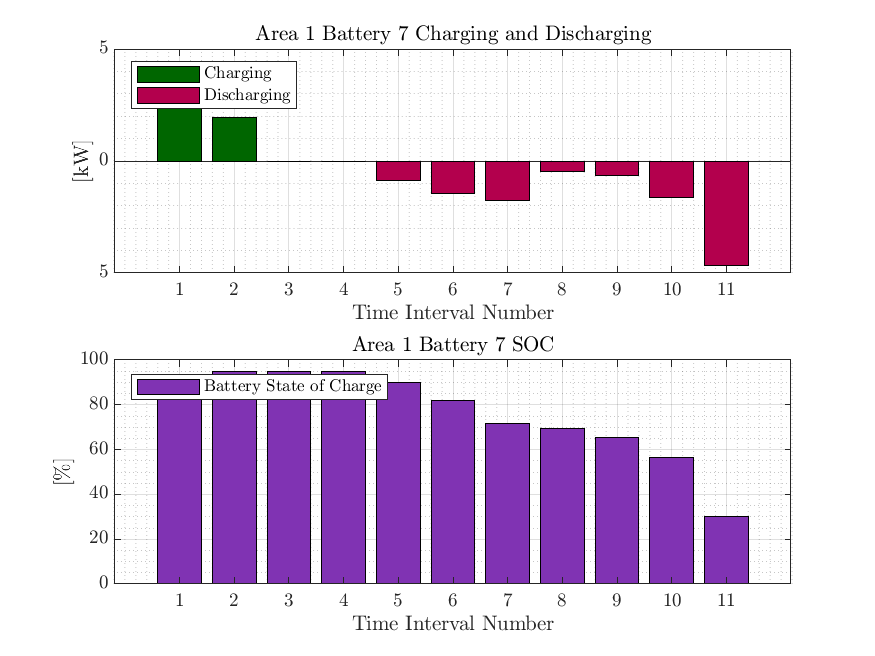 Area 1 Battery 7 Charging and Discharging
5
Charging
Discharging
0
[kW]
5
1 2 3 4 5 6 7 8 9 10 11
Time Interval Number
Area 1 Battery 7 SOC
100
Battery State of Charge
80
60
[%]
40
20
0
1 2 3 4 5 6 7 8 9 10 11
Time Interval Number